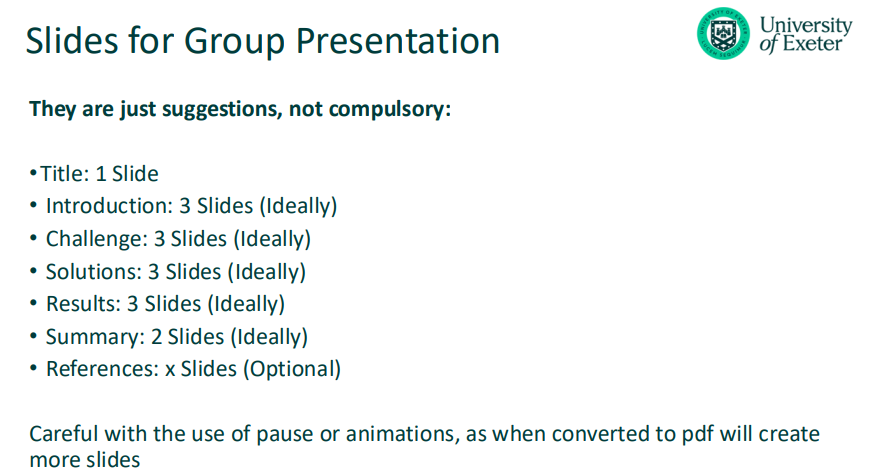 Slides for Group Presentation
University
of Exeter
They are just suggestions, not compulsory:
•Title: 1 Slide
• Introduction: 3 Slides (Ideally)
• Challenge: 3 Slides (Ideally)
• Solutions: 3 Slides (Ideally)
• Results: 3 Slides (Ideally)
• Summary: 2 Slides (Ideally)
• References: x Slides (Optional)
Careful with the use of pause or animations, as when converted to pdf will create
more slides